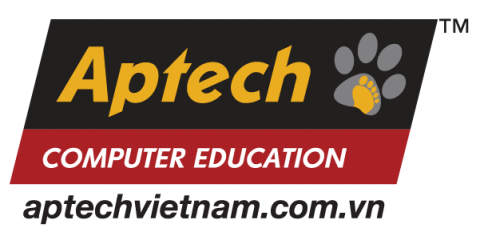 Aptech
TM
COMPUTER EDUCATION
aptechvietnam.com.vn